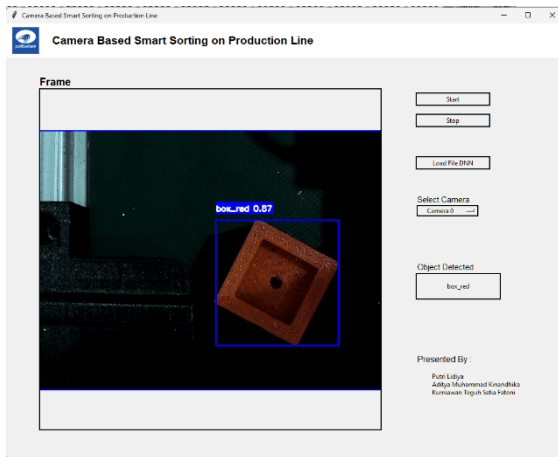 Camera Based Smart Sorting on Production Line
Camera Based Smart Sorting on Production Line
Frame
box_red 0.87
Start
Stop
Load File DNN
Select Camera
Camera 0
Object Detected
box_red
Presented By :
Putri Lidiya
Aditya Muhammad Kinandhika
Kurniawan Teguh Setia Fatoni